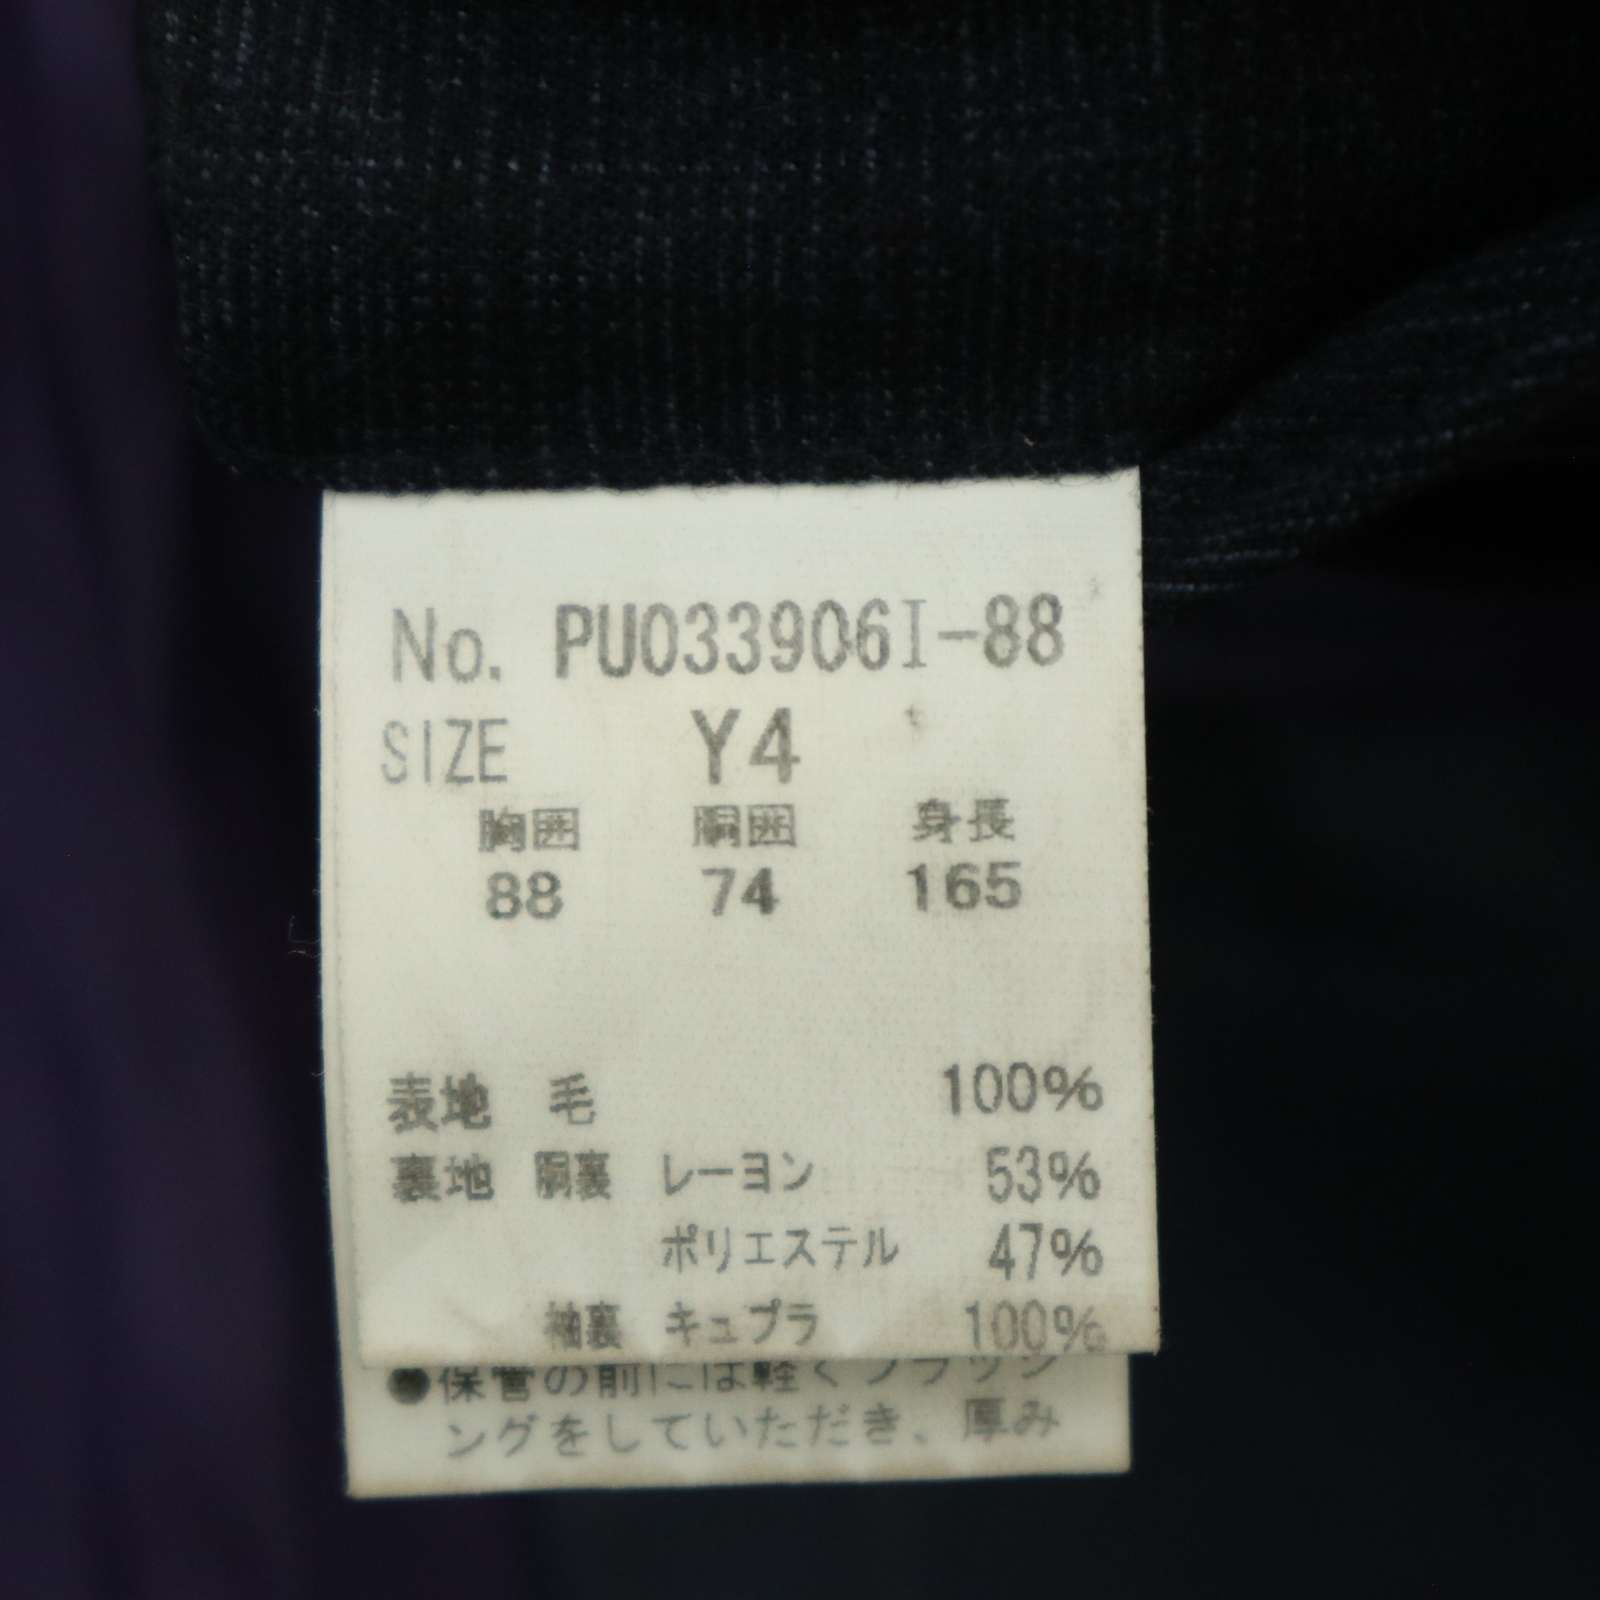 No. PU033906I-88
SIZE Y4
胸囲 胴囲 身長
88 74 165
表地 毛 100%
裏地 胴裏 レーヨン 53%
ポリエステル 47%
袖裏 キュプラ 100%
●保管の前には軽くブラッシ
ングをしていただき、厚み